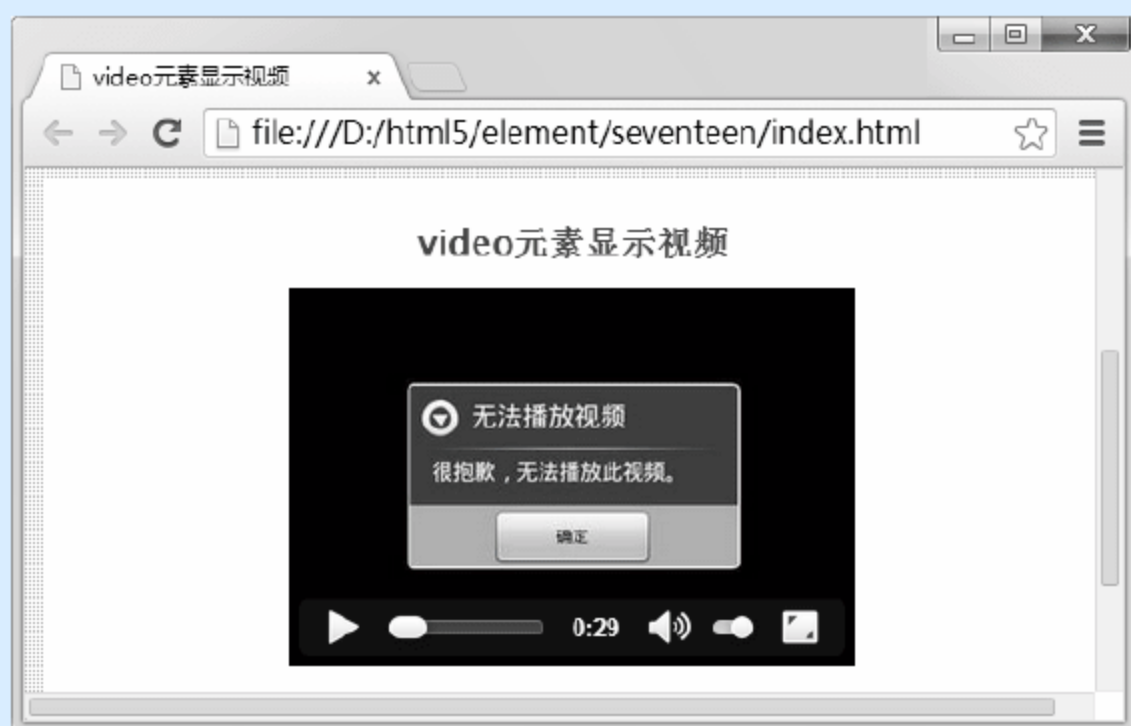 video元素显示视频
file:///D:/html5/element/seventeen/index.html
video元素显示视频
无法播放视频
很抱歉，无法播放此视频。
确定
0:29